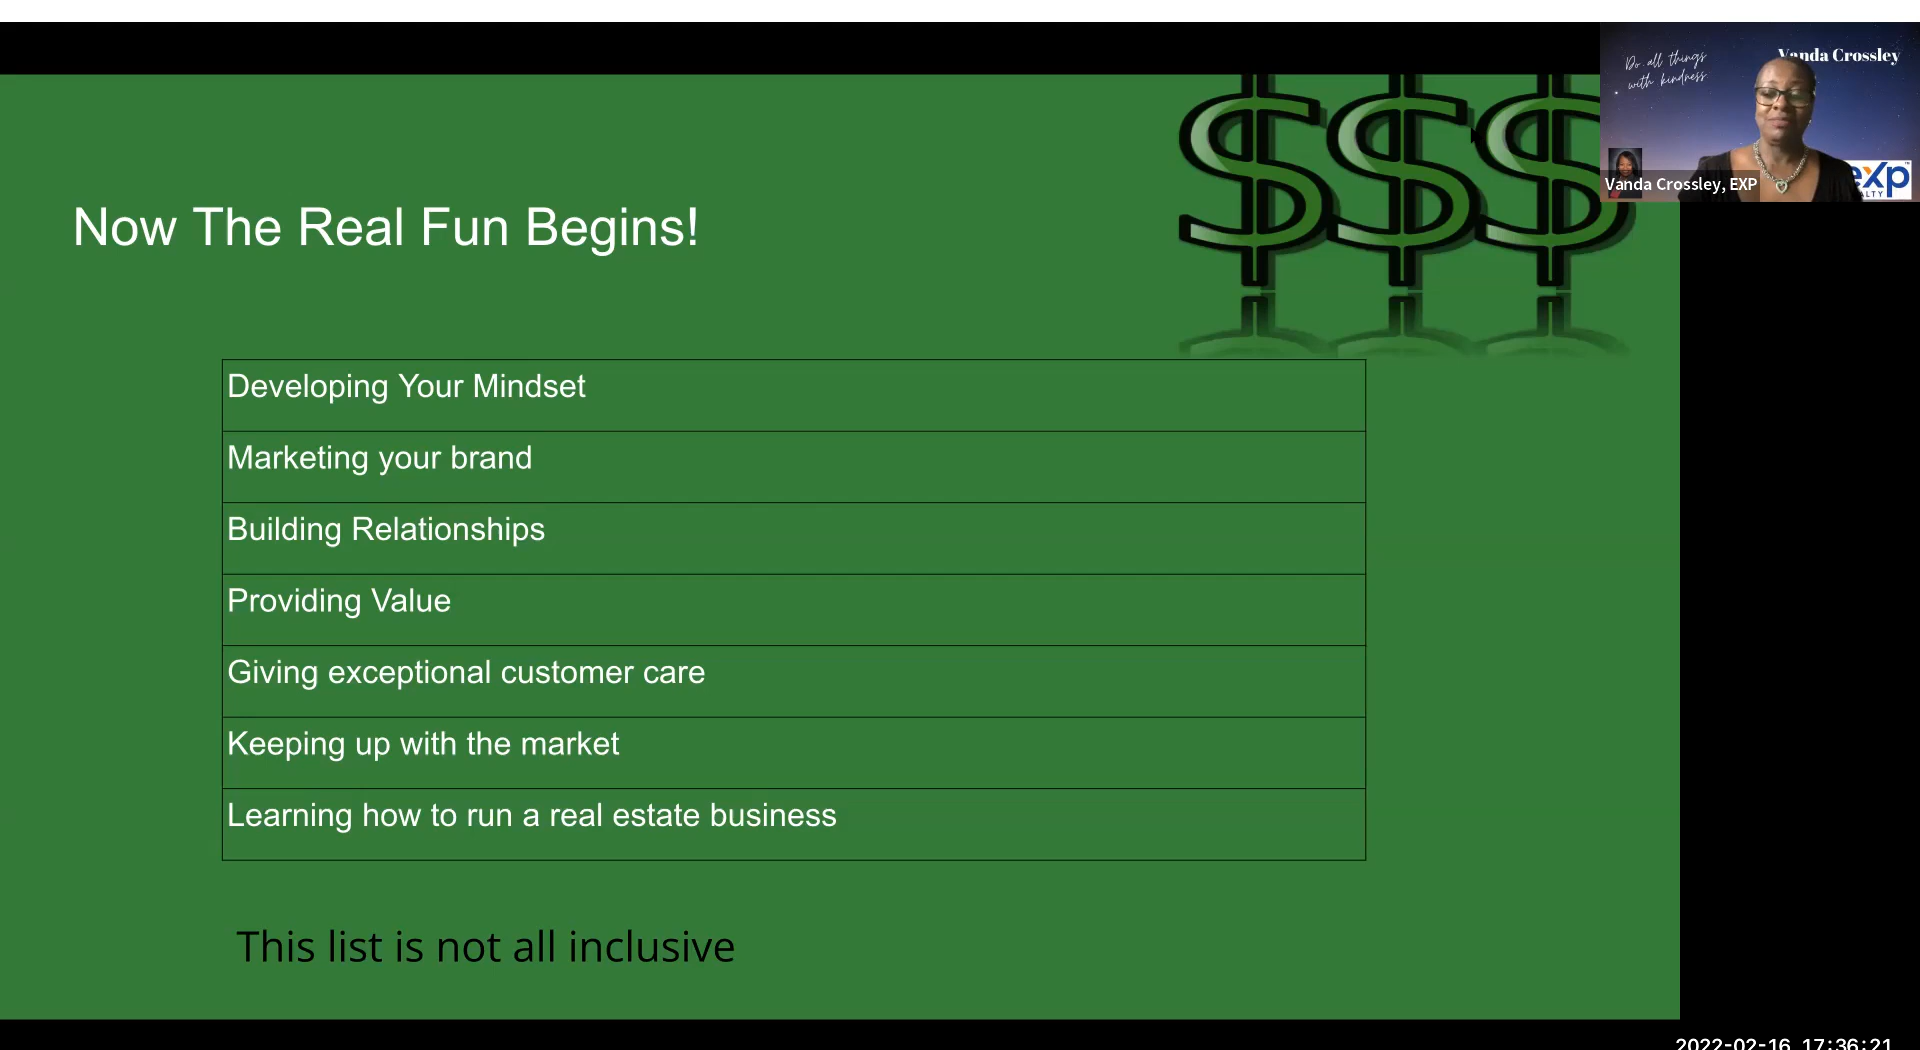 Do all things
with kindness
Vanda Crossley
Vanda Crossley, EXP
exp
LTY
$$$
Now The Real Fun Begins!
Developing Your Mindset
Marketing your brand
Building Relationships
Providing Value
Giving exceptional customer care
Keeping up with the market
Learning how to run a real estate business
This list is not all inclusive
2022-02-16 17:36:21